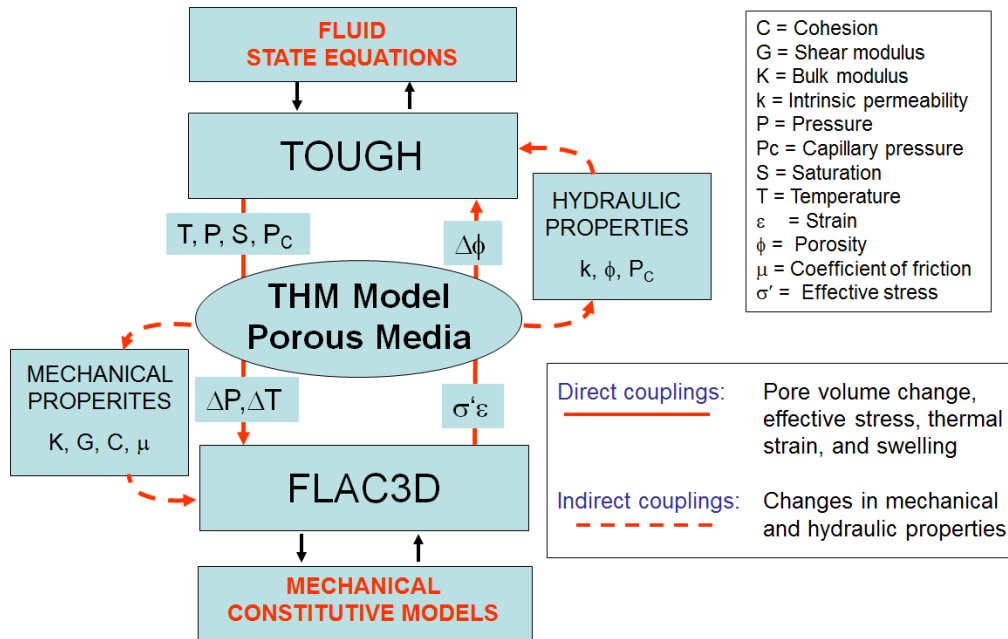 FLUID
STATE EQUATIONS
TOUGH
T, P, S, PC
Δϕ
HYDRAULIC
PROPERTIES
k, ϕ, PC
THM Model
Porous Media
MECHANICAL
PROPERITES
K, G, C, μ
ΔP,ΔT
σ‘ε
FLAC3D
MECHANICAL
CONSTITUTIVE MODELS
C = Cohesion
G = Shear modulus
K = Bulk modulus
k = Intrinsic permeability
P = Pressure
Pc = Capillary pressure
S = Saturation
T = Temperature
ε = Strain
ϕ = Porosity
μ = Coefficient of friction
σ' = Effective stress
Direct couplings: Pore volume change,
effective stress, thermal
strain, and swelling
Indirect couplings: Changes in mechanical
and hydraulic properties